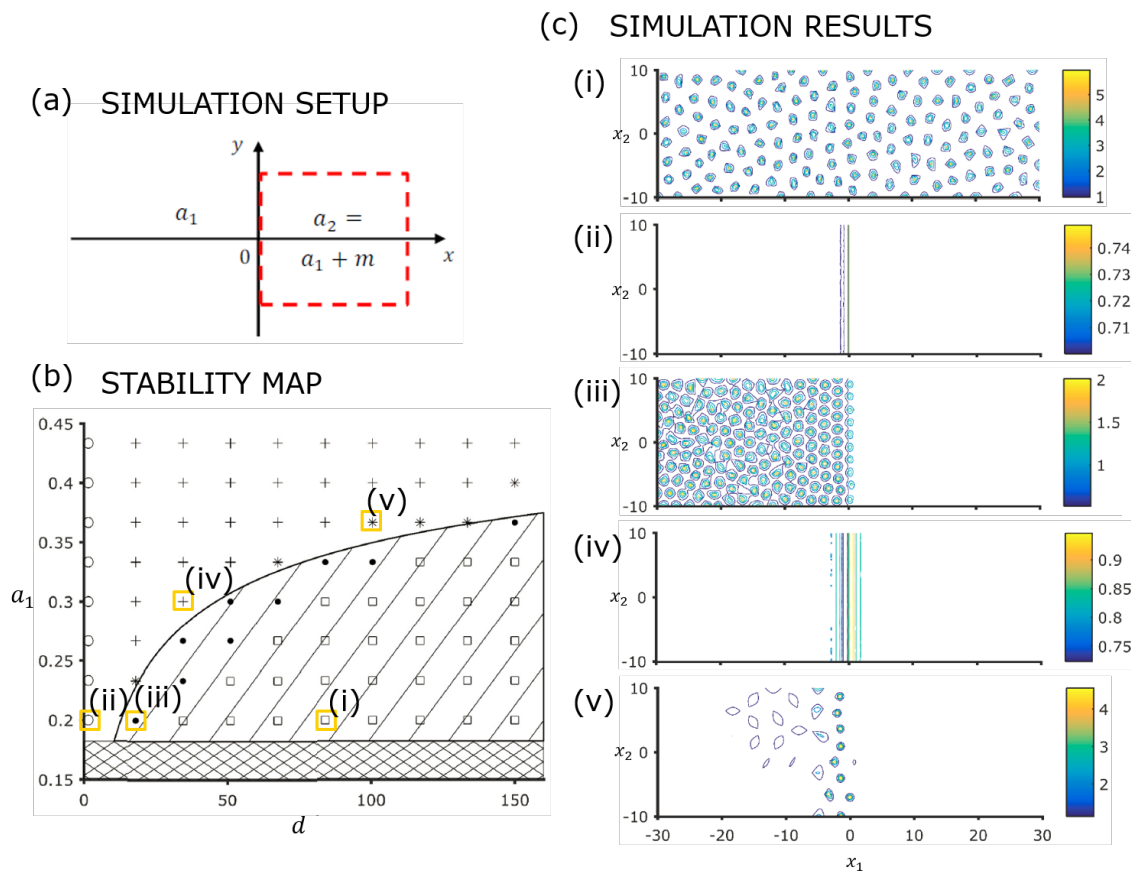 (a) SIMULATION SETUP
y
a₁
a₂ =
0
a₁ + m
x
(b) STABILITY MAP
0.45
0.4
0.35
0.3
0.25
0.2
0.15
a₁
(v)
(iv)
(ii) (iii) (i)
0 50 100 150
d
(c) SIMULATION RESULTS
(i)
10
x₂ 0
-10
5
4
3
2
1
(ii)
10
x₂ 0
-10
0.74
0.73
0.72
0.71
(iii)
10
x₂ 0
-10
2
1.5
1
(iv)
10
x₂ 0
-10
0.9
0.85
0.8
0.75
(v)
10
x₂ 0
-10
4
3
2
-30 -20 -10 0 10 20 30
x₁